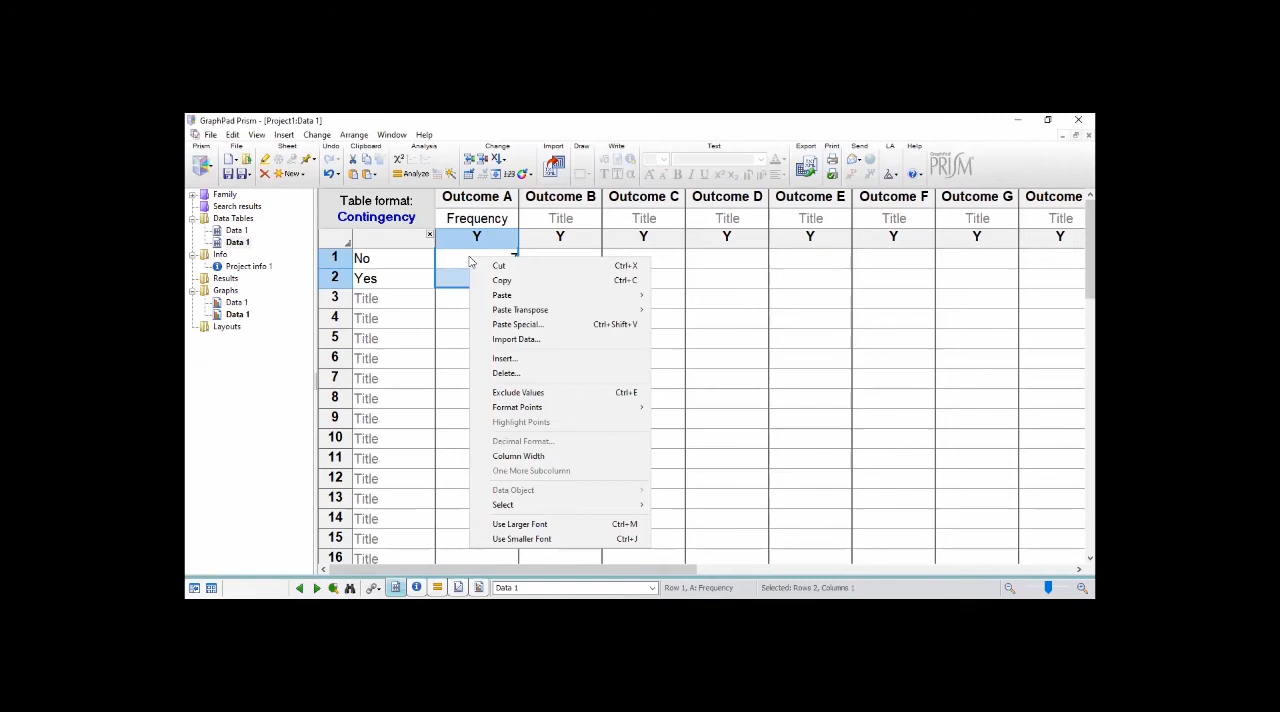 GraphPad Prism - [Project1:Data 1]
File Edit View Insert Change Arrange Window Help
Prism File Sheet Undo Clipboard Analysis Change Import Draw Write Text Export Print Send LA Help
New
Analyze
PRISM
Family
Search results
Data Tables
Data 1
Data 1
Info
Project info 1
Results
Graphs
Data 1
Data 1
Layouts
Table format:
Contingency
Outcome A Outcome B Outcome C Outcome D Outcome E Outcome F Outcome G Outcome
Frequency Title Title Title Title Title Title Title
Y Y Y Y Y Y Y Y
1 No
2 Yes
3 Title
4 Title
5 Title
6 Title
7 Title
8 Title
9 Title
10 Title
11 Title
12 Title
13 Title
14 Title
15 Title
16 Title
Cut Ctrl+X
Copy Ctrl+C
Paste
Paste Transpose
Paste Special... Ctrl+Shift+V
Import Data...
Insert...
Delete...
Exclude Values Ctrl+E
Format Points
Highlight Points
Decimal Format...
Column Width
One More Subcolumn
Data Object
Select
Use Larger Font Ctrl+M
Use Smaller Font Ctrl+J
Data 1 Row 1, A: Frequency Selected: Rows 2, Columns 1